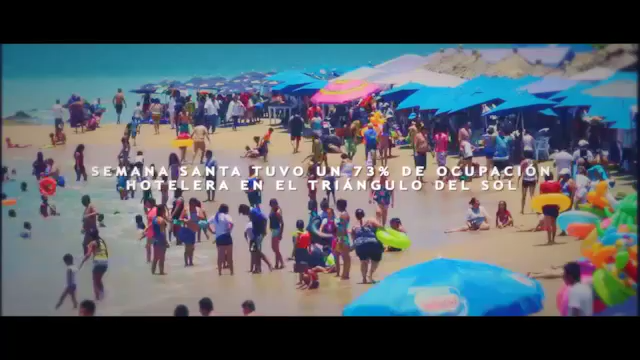 SEMANA SANTA TUVO UN 73% DE OCUPACIÓN
HOTELERA EN EL TRIÁNGULO DEL SOL